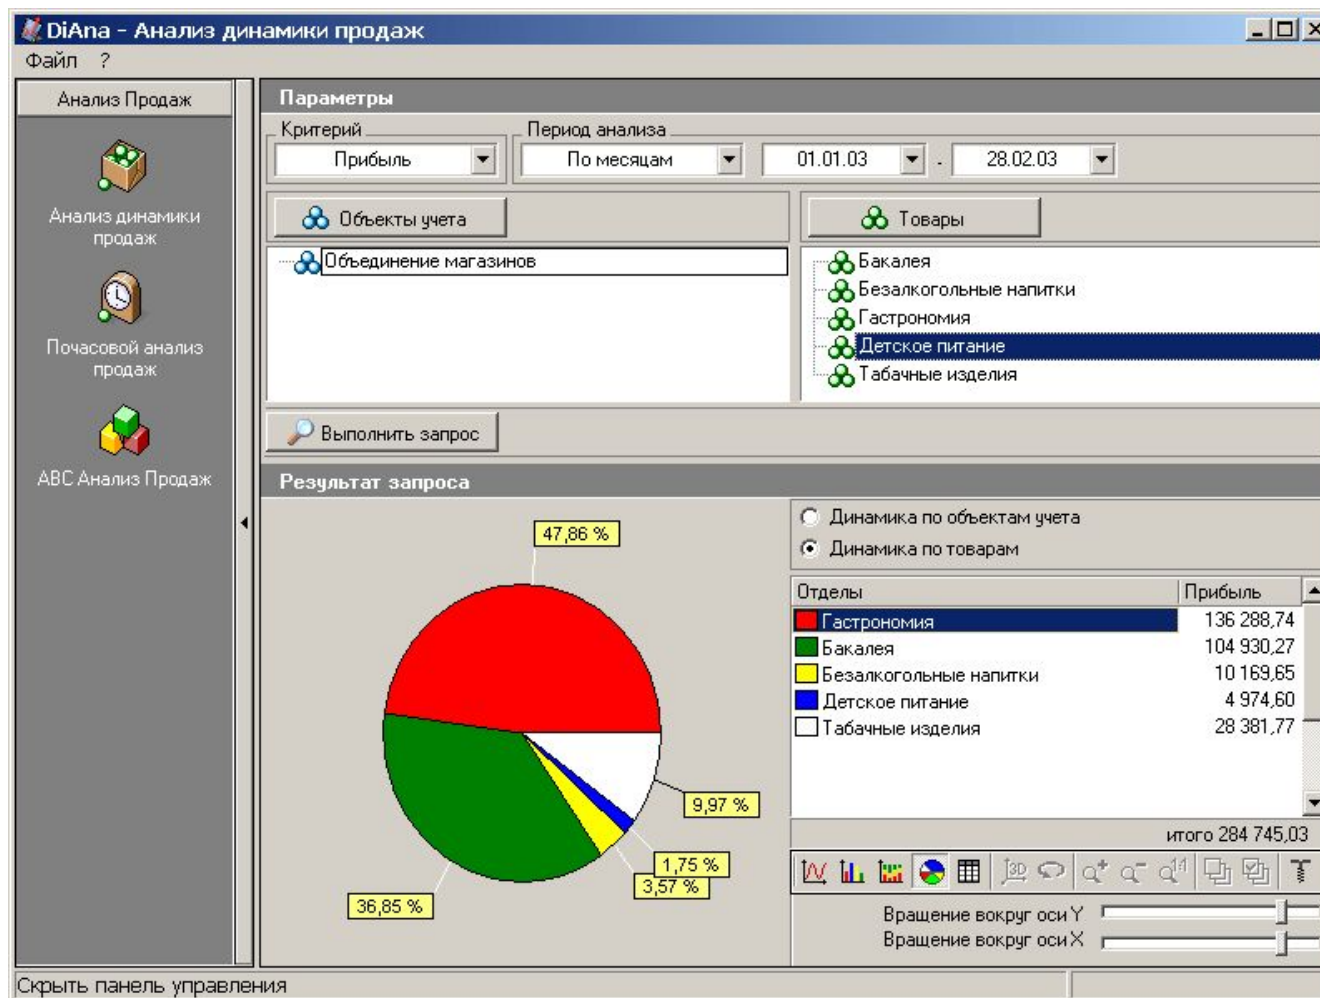 DiAna - Анализ динамики продаж
Файл ?
Анализ Продаж
Анализ динамики
продаж
Почасовой анализ
продаж
ABC Анализ Продаж
Параметры
Критерий
Период анализа
Прибыль
По месяцам
01.01.03 - 28.02.03
Объекты учета
Товары
Объединение магазинов
Бакалея
Безалкогольные напитки
Гастрономия
Детское питание
Табачные изделия
Выполнить запрос
Результат запроса
47,86 %
9,97 %
1,75 %
3,57 %
36,85 %
Динамика по объектам учета
Динамика по товарам
Отделы Прибыль
Гастрономия 136 288,74
Бакалея 104 930,27
Безалкогольные напитки 10 169,65
Детское питание 4 974,60
Табачные изделия 28 381,77
итого 284 745,03
3D 1:1
Вращение вокруг оси Y
Вращение вокруг оси X
Скрыть панель управления